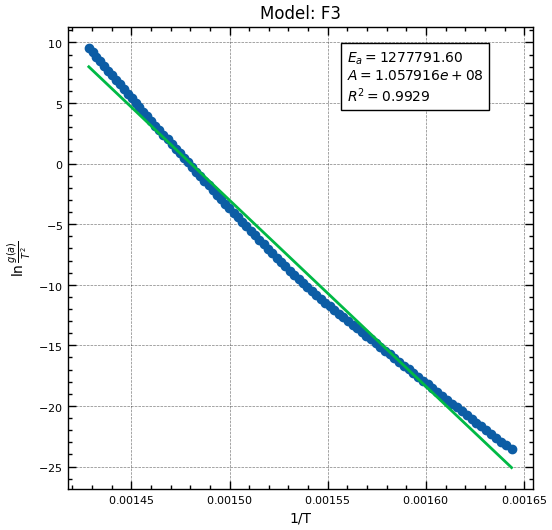 Model: F3
E_a = 1277791.60
A = 1.057916e + 08
R^2 = 0.9929
10
5
0
−5
−10
−15
−20
−25
ln g(a)/T^2
0.00145 0.00150 0.00155 0.00160 0.00165
1/T